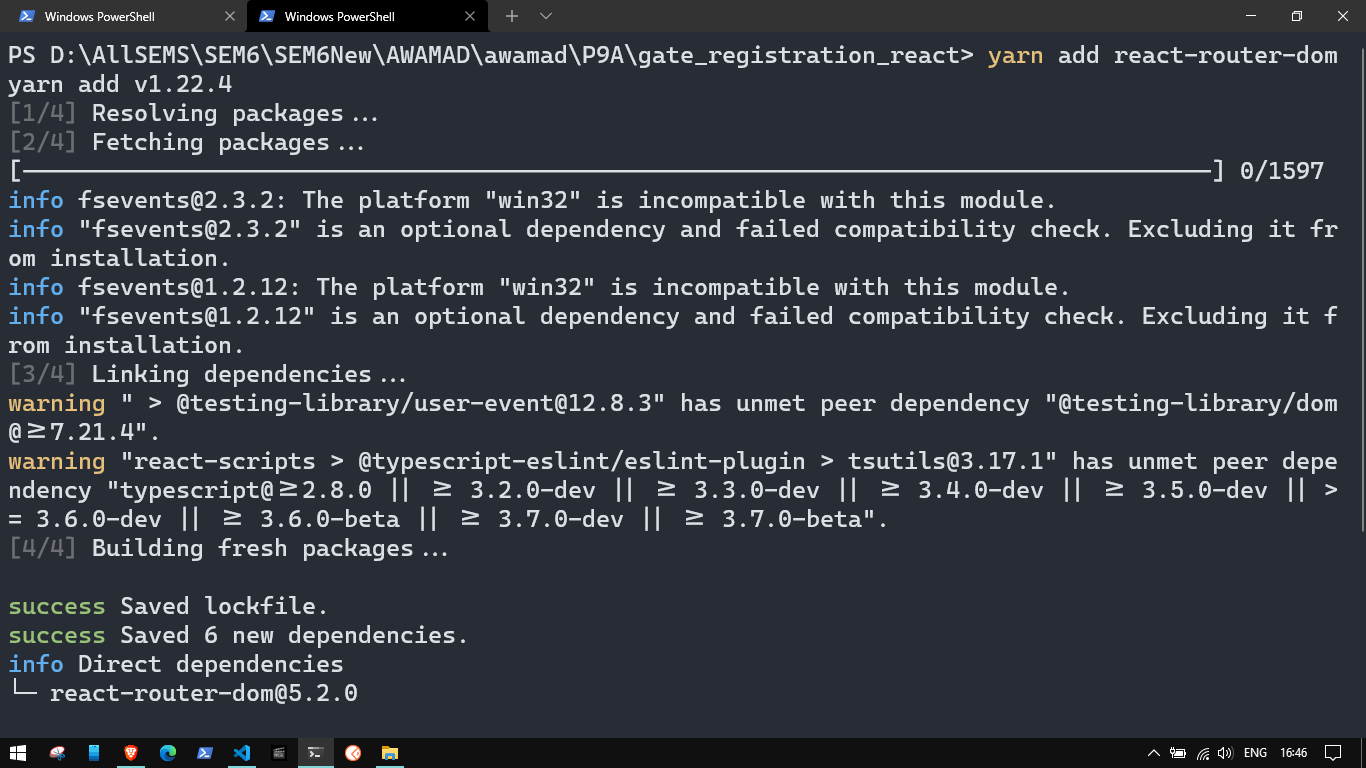 Windows PowerShell
Windows PowerShell
PS D:\AllSEMS\SEM6\SEM6New\AWAMAD\awamad\P9A\gate_registration_react> yarn add react-router-dom
yarn add v1.22.4
[1/4] Resolving packages...
[2/4] Fetching packages...
[--------------------------------------------------------------------------------------] 0/1597
info fsevents@2.3.2: The platform "win32" is incompatible with this module.
info "fsevents@2.3.2" is an optional dependency and failed compatibility check. Excluding it fr
om installation.
info fsevents@1.2.12: The platform "win32" is incompatible with this module.
info "fsevents@1.2.12" is an optional dependency and failed compatibility check. Excluding it f
rom installation.
[3/4] Linking dependencies...
warning " > @testing-library/user-event@12.8.3" has unmet peer dependency "@testing-library/dom
@≥7.21.4".
warning "react-scripts > @typescript-eslint/eslint-plugin > tsutils@3.17.1" has unmet peer depe
ndency "typescript@≥2.8.0 || ≥ 3.2.0-dev || ≥ 3.3.0-dev || ≥ 3.4.0-dev || ≥ 3.5.0-dev || >
= 3.6.0-dev || ≥ 3.6.0-beta || ≥ 3.7.0-dev || ≥ 3.7.0-beta".
[4/4] Building fresh packages...
success Saved lockfile.
success Saved 6 new dependencies.
info Direct dependencies
└─ react-router-dom@5.2.0
ENG 16:46